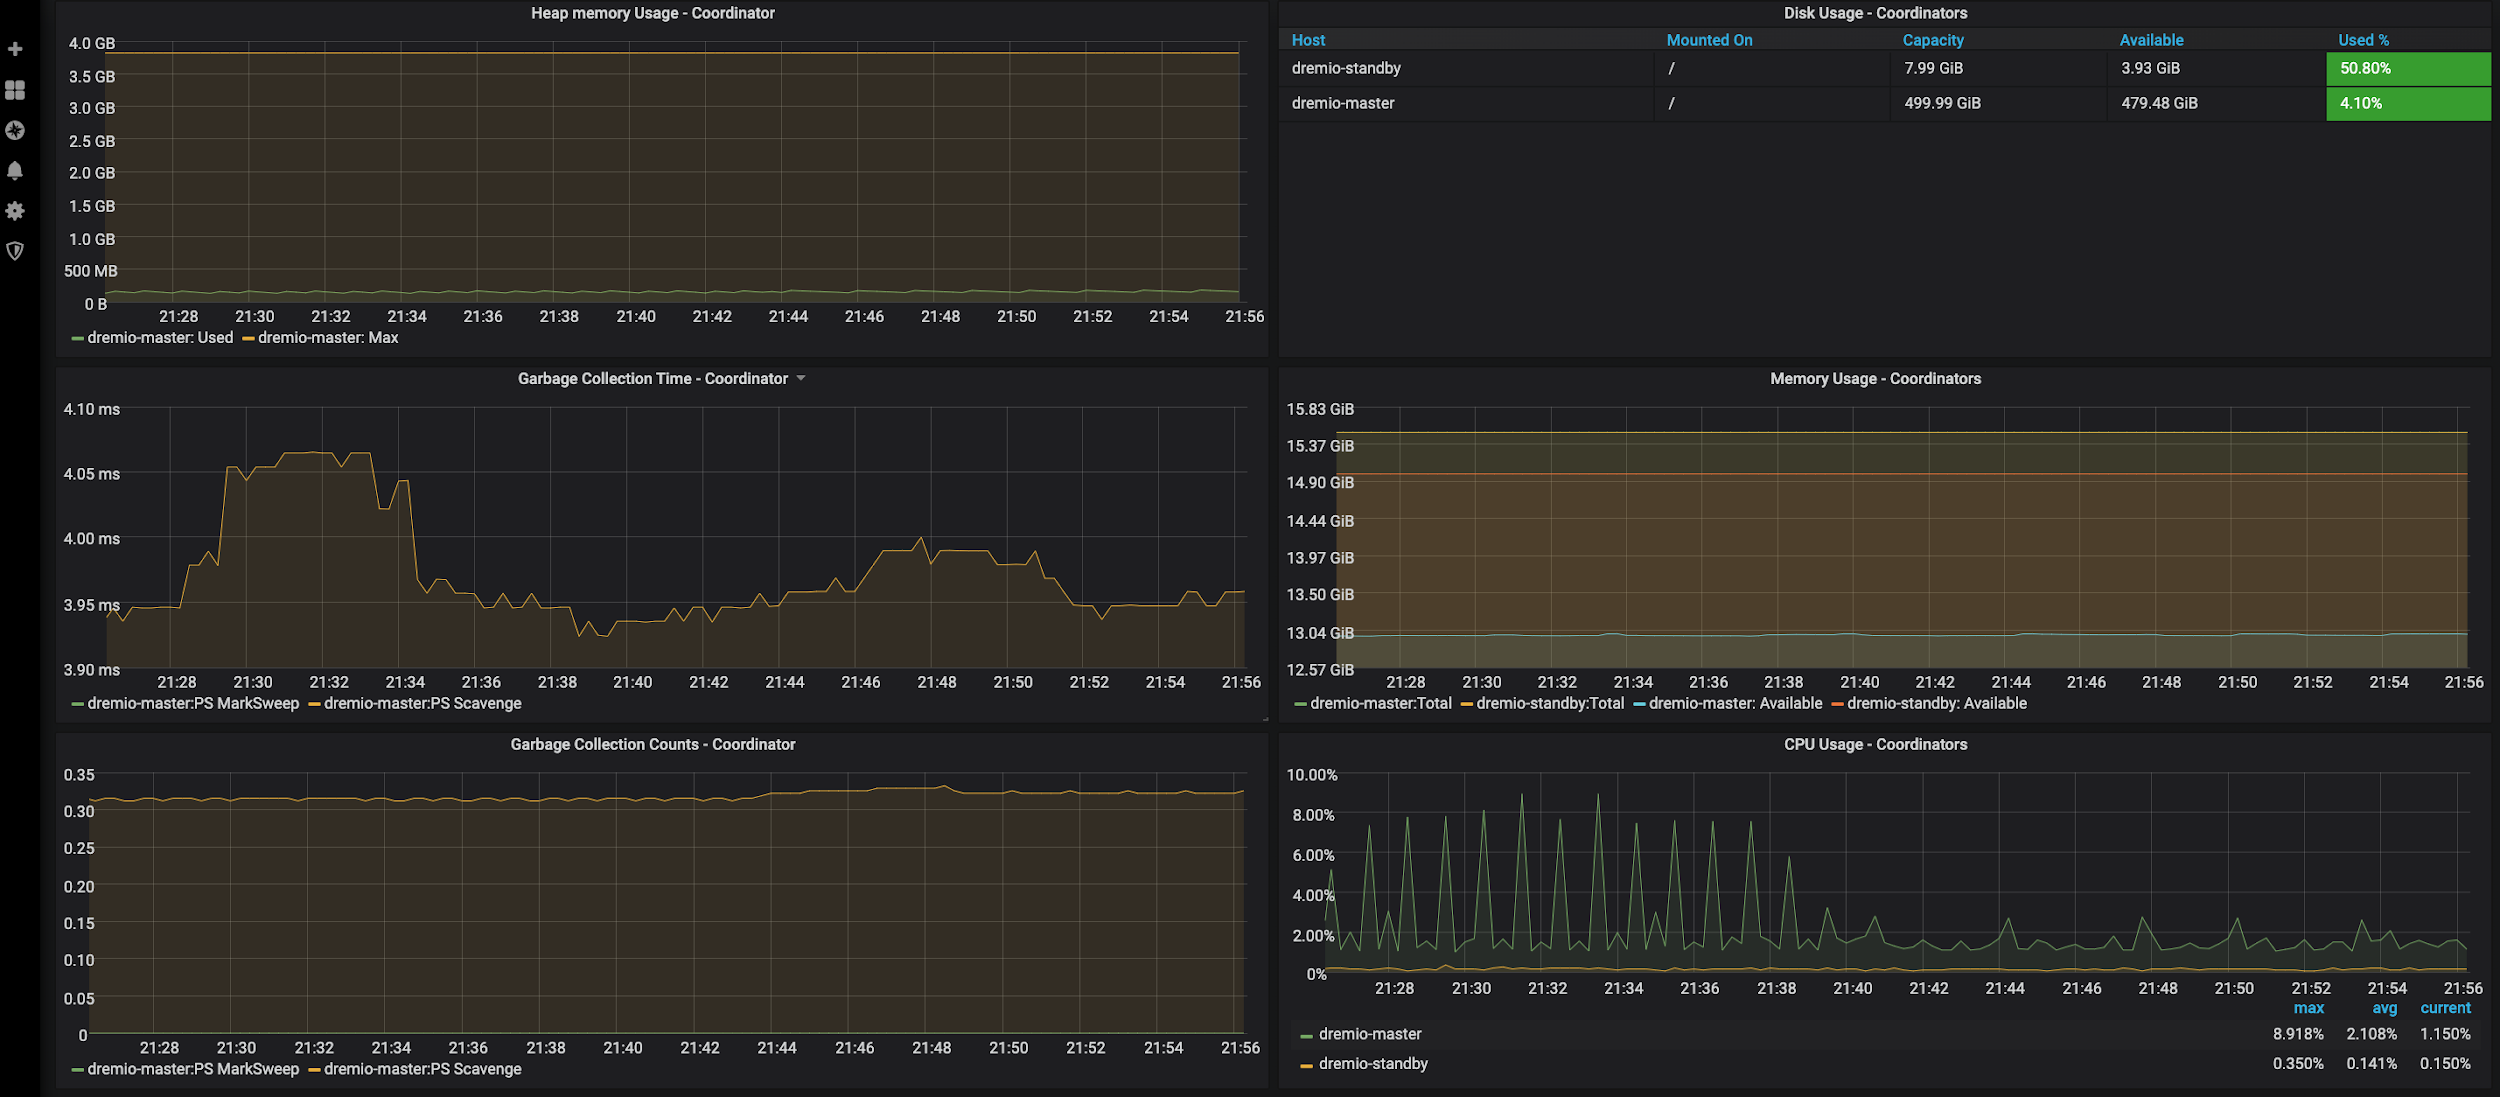 Heap memory Usage - Coordinator
4.0 GB
3.5 GB
3.0 GB
2.5 GB
2.0 GB
1.5 GB
1.0 GB
500 MB
0 B
21:28 21:30 21:32 21:34 21:36 21:38 21:40 21:42 21:44 21:46 21:48 21:50 21:52 21:54 21:56
dremio-master: Used dremio-master: Max
Disk Usage - Coordinators
Host Mounted On Capacity Available Used %
dremio-standby / 7.99 GiB 3.93 GiB 50.80%
dremio-master / 499.99 GiB 479.48 GiB 4.10%
Garbage Collection Time - Coordinator
4.10 ms
4.05 ms
4.00 ms
3.95 ms
3.90 ms
21:28 21:30 21:32 21:34 21:36 21:38 21:40 21:42 21:44 21:46 21:48 21:50 21:52 21:54 21:56
dremio-master:PS MarkSweep dremio-master:PS Scavenge
Memory Usage - Coordinators
15.83 GiB
15.37 GiB
14.90 GiB
14.44 GiB
13.97 GiB
13.50 GiB
13.04 GiB
12.57 GiB
21:28 21:30 21:32 21:34 21:36 21:38 21:40 21:42 21:44 21:46 21:48 21:50 21:52 21:54 21:56
dremio-master:Total dremio-standby:Total dremio-master: Available dremio-standby: Available
Garbage Collection Counts - Coordinator
0.35
0.30
0.25
0.20
0.15
0.10
0.05
0
21:28 21:30 21:32 21:34 21:36 21:38 21:40 21:42 21:44 21:46 21:48 21:50 21:52 21:54 21:56
dremio-master:PS MarkSweep dremio-master:PS Scavenge
CPU Usage - Coordinators
10.00%
8.00%
6.00%
4.00%
2.00%
0%
21:28 21:30 21:32 21:34 21:36 21:38 21:40 21:42 21:44 21:46 21:48 21:50 21:52 21:54 21:56
max avg current
dremio-master 8.918% 2.108% 1.150%
dremio-standby 0.350% 0.141% 0.150%